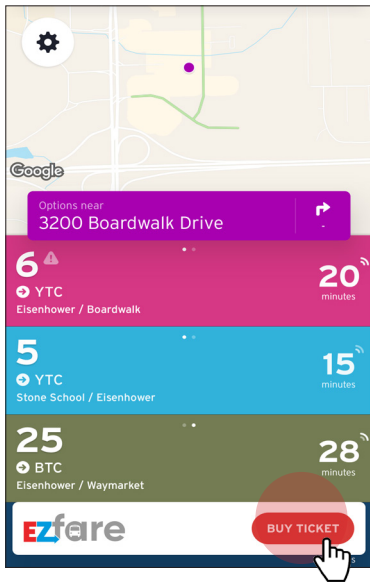 Google
Options near
3200 Boardwalk Drive
-
6
YTC
Eisenhower / Boardwalk
20
minutes
5
YTC
Stone School / Eisenhower
15
minutes
25
BTC
Eisenhower / Waymarket
28
minutes
EZfare
BUY TICKET